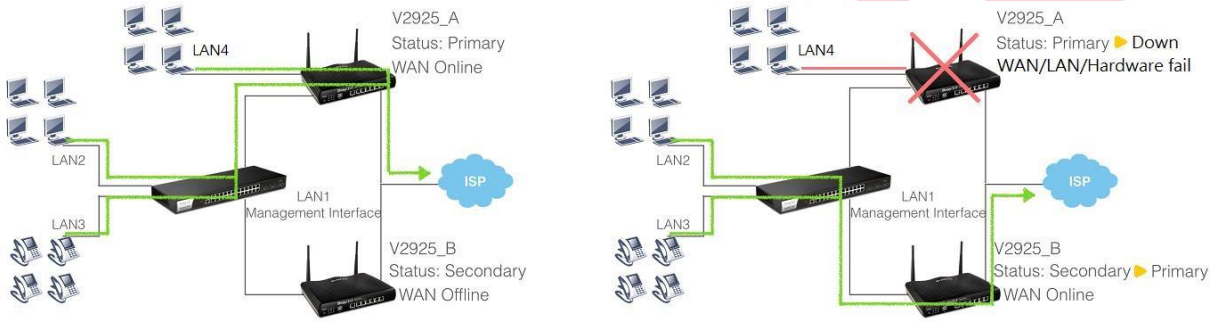 V2925_A
Status: Primary
WAN Online
LAN4
LAN2
LAN1
Management Interface
ISP
LAN3
V2925_B
Status: Secondary
WAN Offline
V2925_A
Status: Primary Down
WAN/LAN/Hardware fail
LAN4
LAN2
LAN1
Management Interface
ISP
LAN3
V2925_B
Status: Secondary Primary
WAN Online